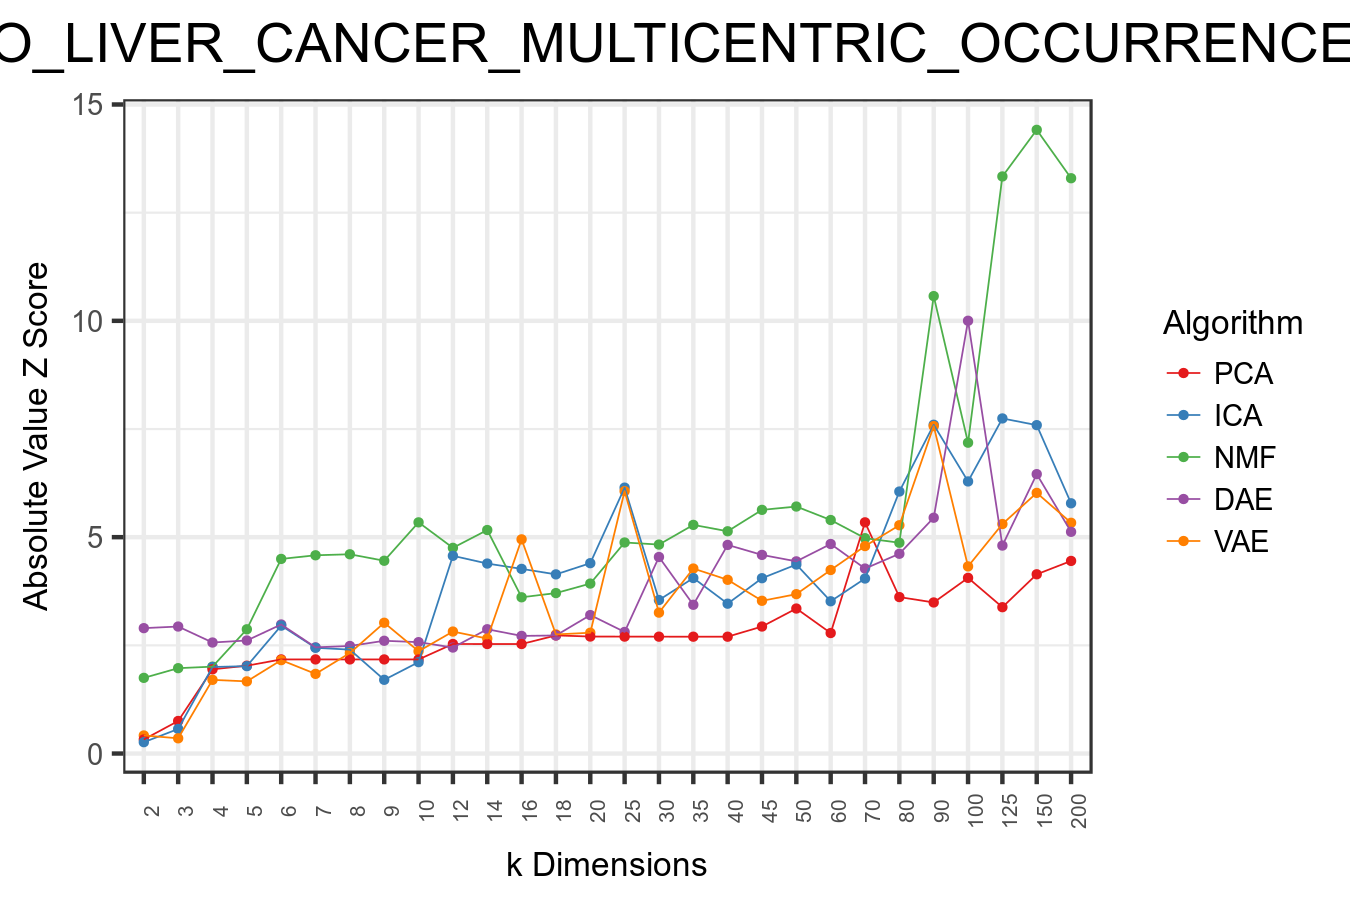 O_LIVER_CANCER_MULTICENTRIC_OCCURRENCE
15
10
5
0
Absolute Value Z Score
2 3 4 5 6 7 8 9 10 12 14 16 18 20 25 30 35 40 45 50 60 70 80 90 100 125 150 200
k Dimensions
Algorithm
PCA
ICA
NMF
DAE
VAE